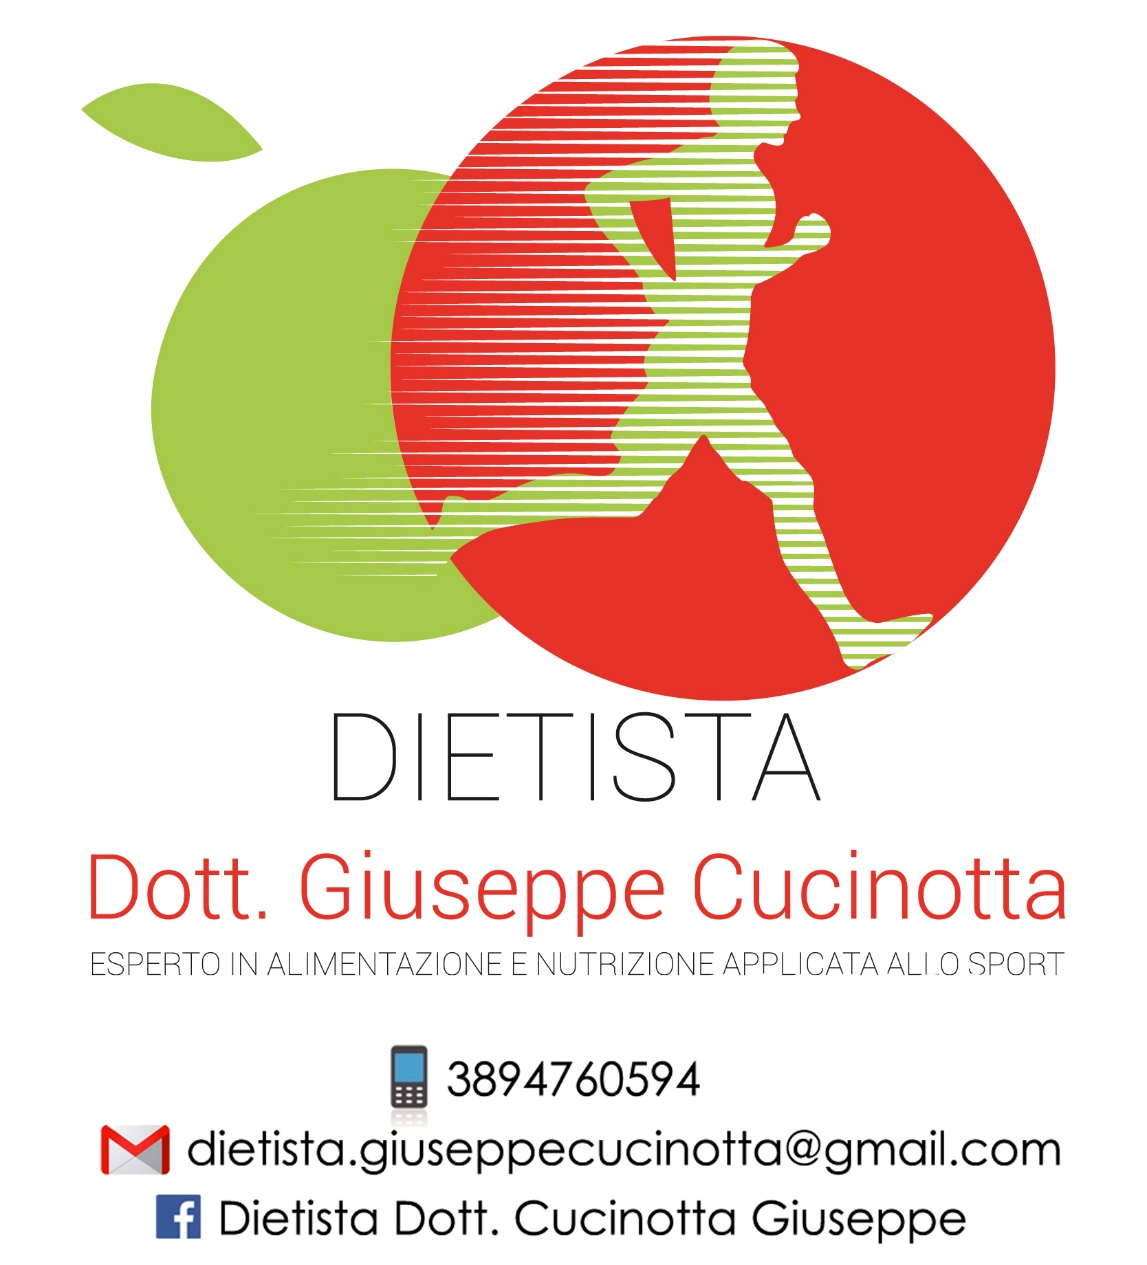 DIETISTA
Dott. Giuseppe Cucinotta
ESPERTO IN ALIMENTAZIONE E NUTRIZIONE APPLICATA ALLO SPORT
3894760594
dietista.giuseppecucinotta@gmail.com
Dietista Dott. Cucinotta Giuseppe